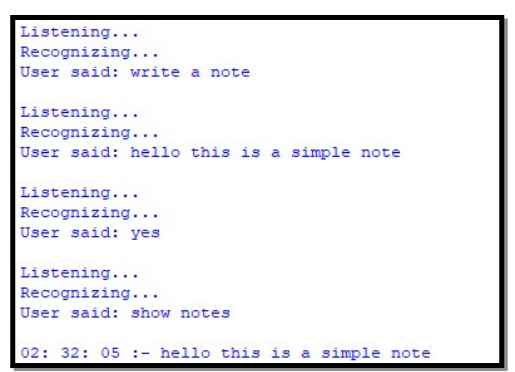 Listening...
Recognizing...
User said: write a note
Listening...
Recognizing...
User said: hello this is a simple note
Listening...
Recognizing...
User said: yes
Listening...
Recognizing...
User said: show notes
02: 32: 05 :- hello this is a simple note